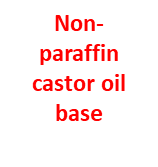 Non-
paraffin
castor oil
base